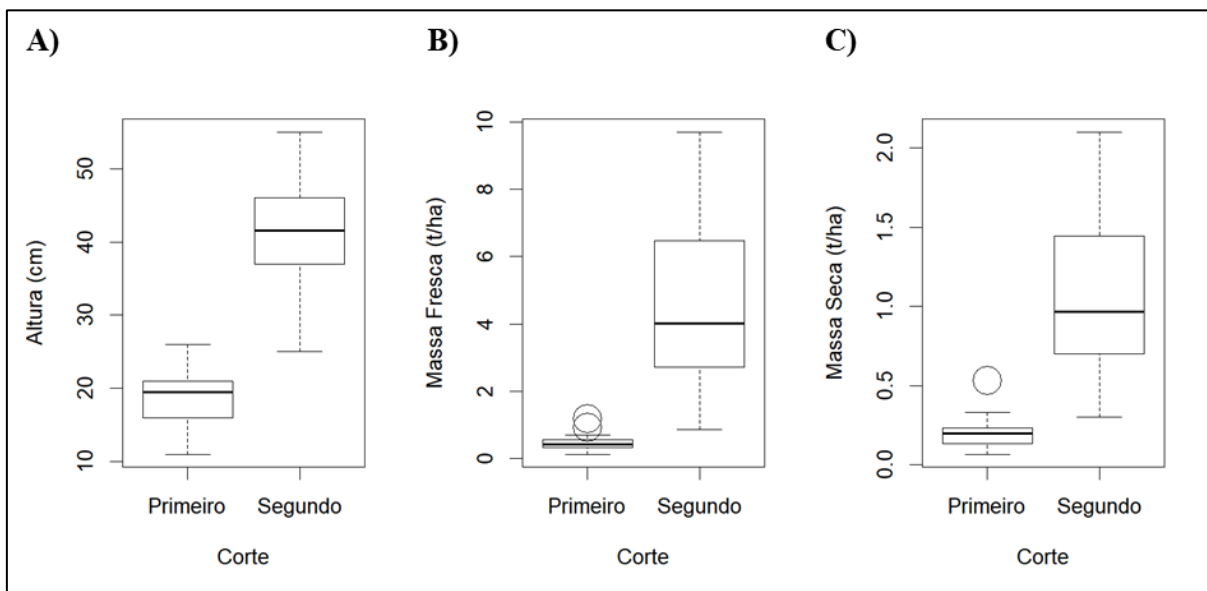 A)
Altura (cm)
50
40
30
20
10
Primeiro Segundo
Corte
B)
Massa Fresca (t/ha)
10
8
6
4
2
0
Primeiro Segundo
Corte
C)
Massa Seca (t/ha)
2.0
1.5
1.0
0.5
0.0
Primeiro Segundo
Corte